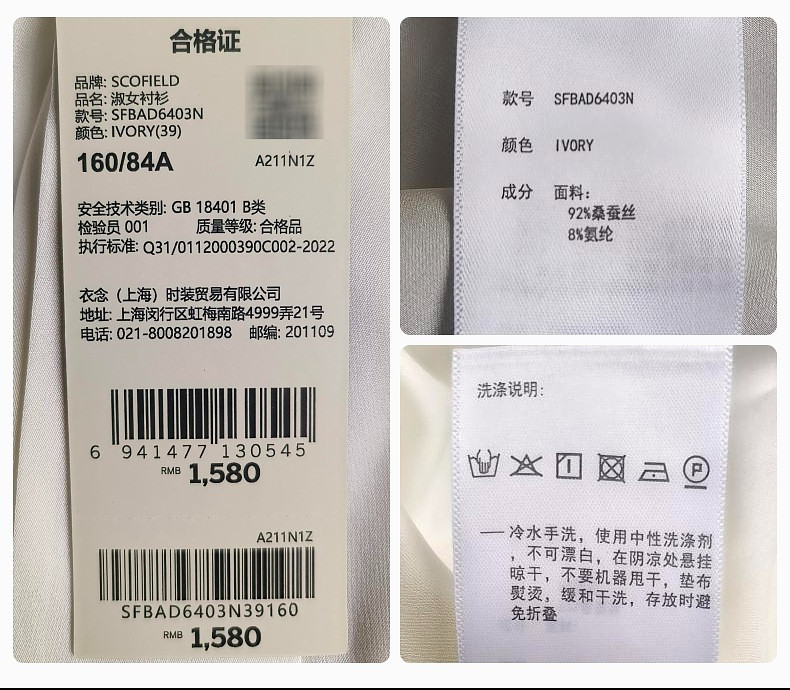 合格证
品牌: SCOFIELD
品名: 淑女衬衫
款号: SFBAD6403N
颜色: IVORY(39)
160/84A
A211N1Z
安全技术类别: GB 18401 B类
检验员 001 质量等级: 合格品
执行标准: Q31/0112000390C002-2022
衣念（上海）时装贸易有限公司
地址: 上海闵行区虹梅南路4999弄21号
电话: 021-8008201898 邮编: 201109
6 941477 130545
RMB 1,580
A211N1Z
SFBAD6403N39160
RMB 1,580
款号 SFBAD6403N
颜色 IVORY
成分 面料:
92%桑蚕丝
8%氨纶
洗涤说明:
P
— 冷水手洗，使用中性洗涤剂
，不可漂白，在阴凉处悬挂
晾干，不要机器甩干，垫布
熨烫，缓和干洗，存放时避
免折叠